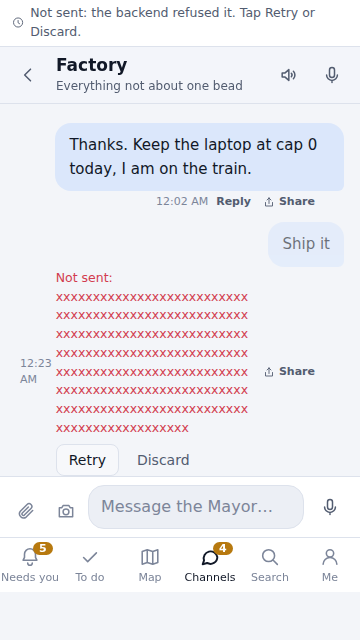 Not sent: the backend refused it. Tap Retry or
Discard.
Factory
Everything not about one bead
Thanks. Keep the laptop at cap 0
today, I am on the train.
12:02 AM Reply Share
Ship it
Not sent:
xxxxxxxxxxxxxxxxxxxxxxxxxx
xxxxxxxxxxxxxxxxxxxxxxxxxx
xxxxxxxxxxxxxxxxxxxxxxxxxx
xxxxxxxxxxxxxxxxxxxxxxxxxx
xxxxxxxxxxxxxxxxxxxxxxxxxx
xxxxxxxxxxxxxxxxxxxxxxxxxx
xxxxxxxxxxxxxxxxxxxxxxxxxx
xxxxxxxxxxxxxxxxxx
12:23
AM
Share
Retry Discard
Message the Mayor...
5 4
Needs you To do Map Channels Search Me